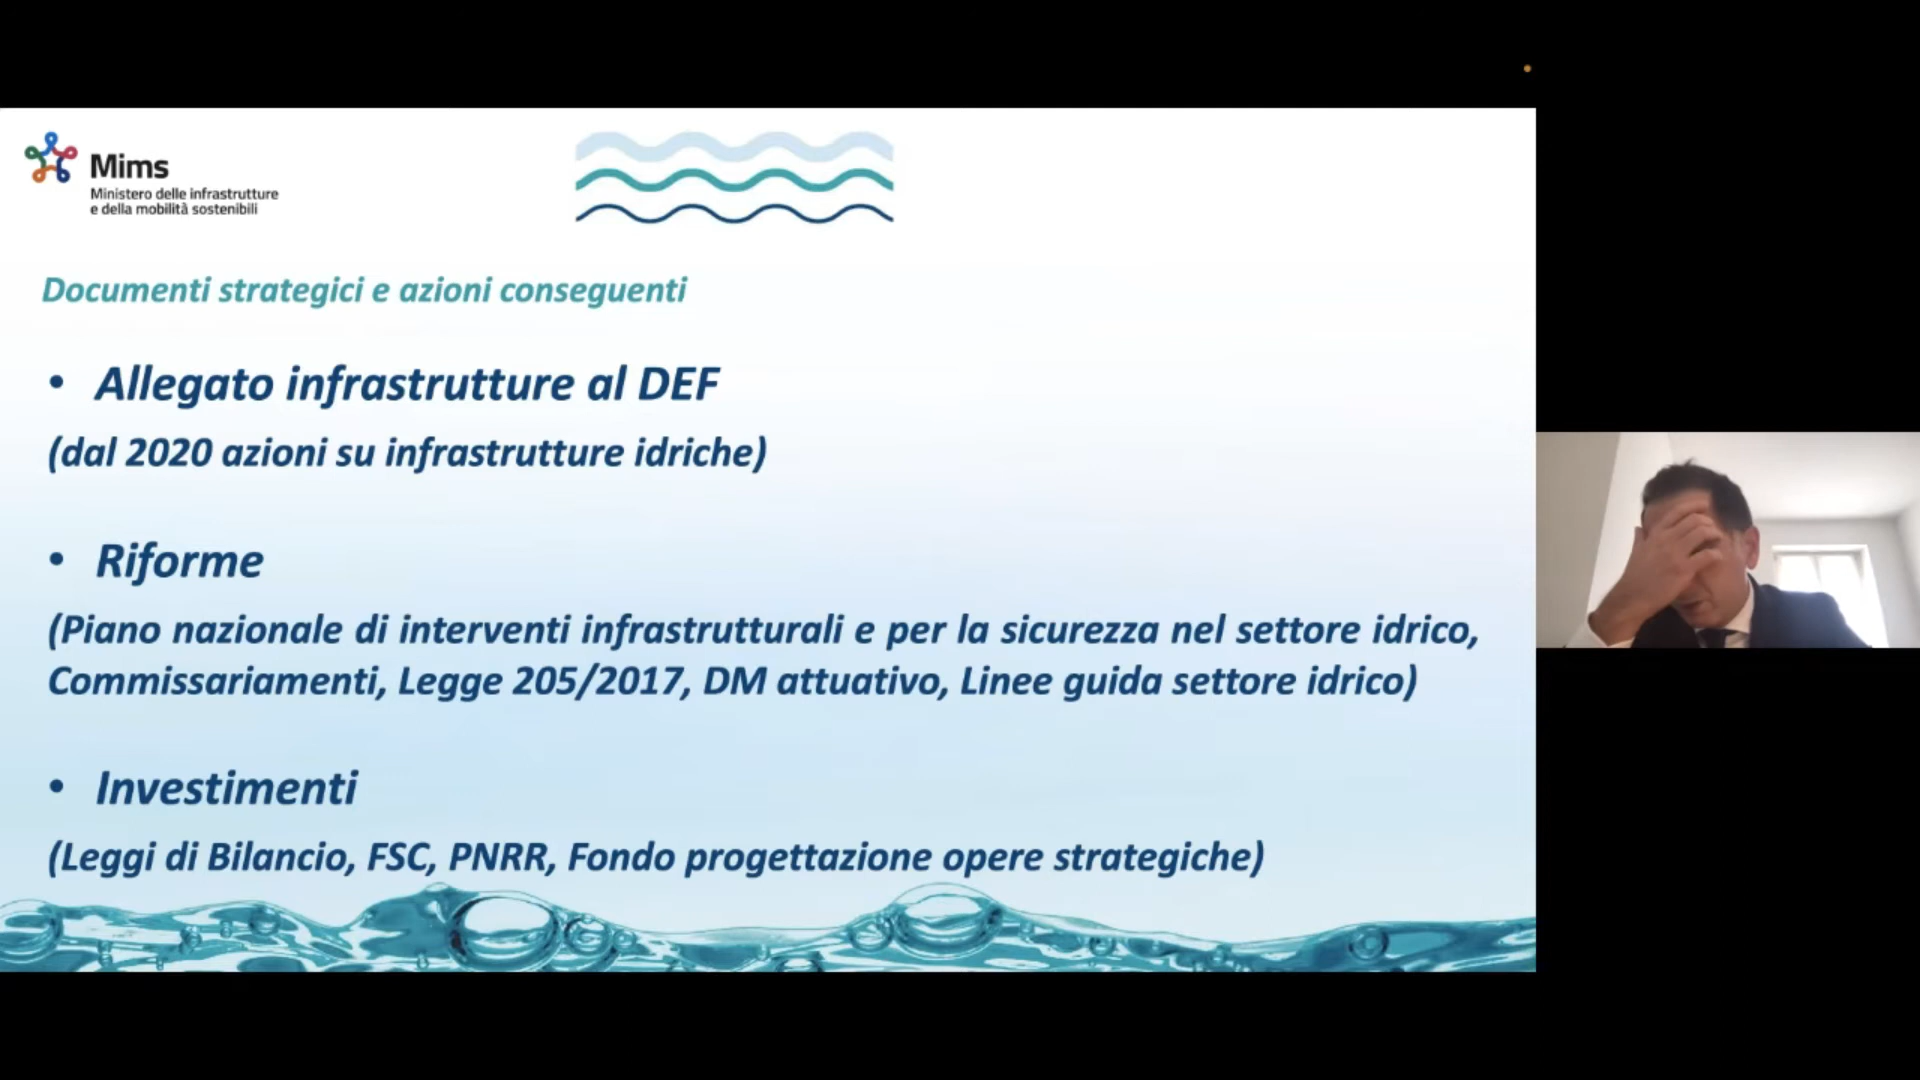 Mims
Ministero delle infrastrutture
e della mobilità sostenibili
Documenti strategici e azioni conseguenti
• Allegato infrastrutture al DEF
(dal 2020 azioni su infrastrutture idriche)
• Riforme
(Piano nazionale di interventi infrastrutturali e per la sicurezza nel settore idrico,
Commissariamenti, Legge 205/2017, DM attuativo, Linee guida settore idrico)
• Investimenti
(Leggi di Bilancio, FSC, PNRR, Fondo progettazione opere strategiche)